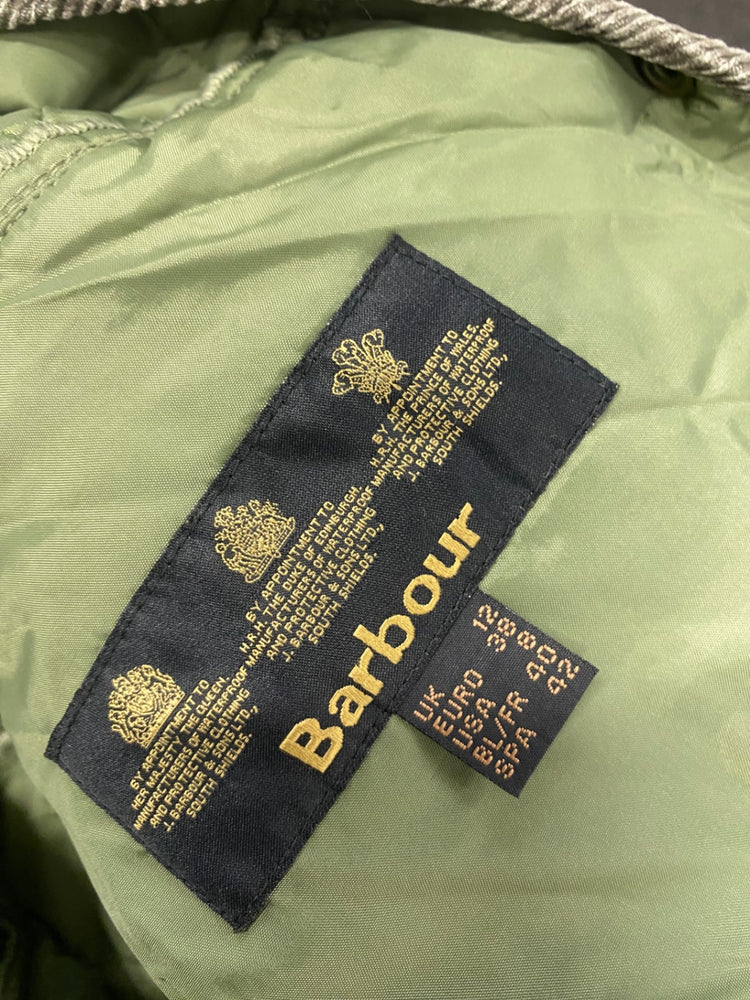 BY APPOINTMENT TO
HER MAJESTY THE QUEEN.
MANUFACTURERS OF WATERPROOF
AND PROTECTIVE CLOTHING
J. BARBOUR & SONS LTD.,
SOUTH SHIELDS.
BY APPOINTMENT TO
H.R.H. THE DUKE OF EDINBURGH.
MANUFACTURERS OF WATERPROOF
AND PROTECTIVE CLOTHING
J. BARBOUR & SONS LTD.,
SOUTH SHIELDS.
BY APPOINTMENT TO
H.R.H. THE PRINCE OF WALES.
MANUFACTURERS OF WATERPROOF
AND PROTECTIVE CLOTHING
J. BARBOUR & SONS LTD.,
SOUTH SHIELDS.
Barbour
UK 12
EURO 38
USA 8
BL/FR 40
SPA 42